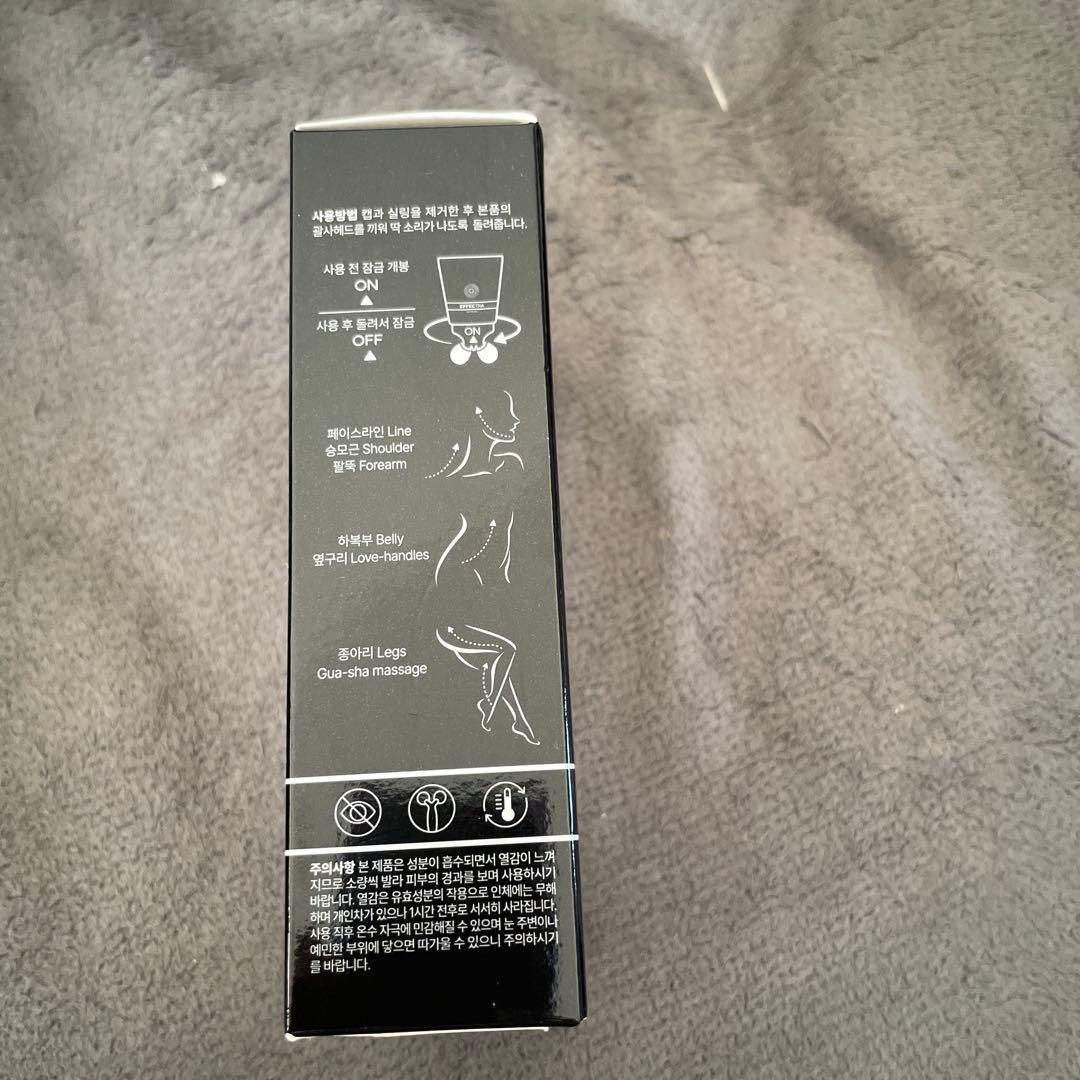 사용방법 캡과 실링을 제거한 후 본품의
괄사헤드를 끼워 딱 소리가 나도록 돌려줍니다.
사용 전 잠금 개봉
ON
사용 후 돌려서 잠금
OFF
EFFECTNA
ON
페이스라인 Line
승모근 Shoulder
팔뚝 Forearm
하복부 Belly
옆구리 Love-handles
종아리 Legs
Gua-sha massage
주의사항 본 제품은 성분이 흡수되면서 열감이 느껴
지므로 소량씩 발라 피부의 경과를 보며 사용하시기
바랍니다. 열감은 유효성분의 작용으로 인체에는 무해
하며 개인차가 있으나 1시간 전후로 서서히 사라집니다.
사용 직후 온수 자극에 민감해질 수 있으며 눈 주변이나
예민한 부위에 닿으면 따가울 수 있으니 주의하시기
를 바랍니다.